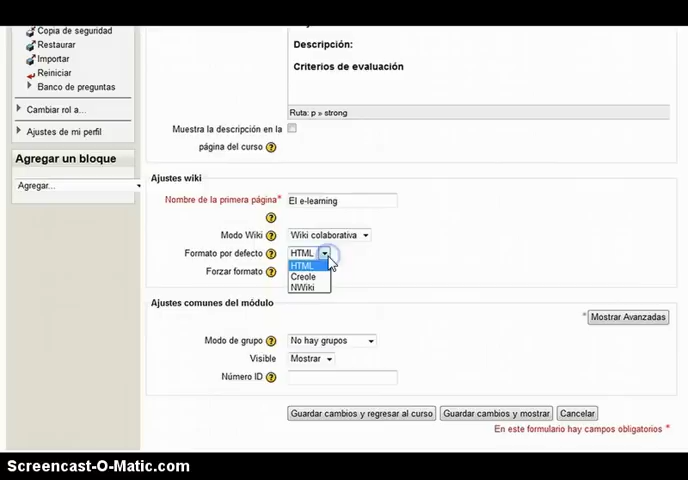 Copia de seguridad
Restaurar
Importar
Reiniciar
Banco de preguntas
Cambiar rol a...
Ajustes de mi perfil
Agregar un bloque
Agregar...
Descripción:
Criterios de evaluación
Ruta: p » strong
Muestra la descripción en la
página del curso
Ajustes wiki
Nombre de la primera página* El e-learning
Modo Wiki Wiki colaborativa
Formato por defecto HTML
HTML
Creole
NWiki
Forzar formato
Ajustes comunes del módulo
* Mostrar Avanzadas
Modo de grupo No hay grupos
Visible Mostrar
Número ID
Guardar cambios y regresar al curso Guardar cambios y mostrar Cancelar
En este formulario hay campos obligatorios *
Screencast-O-Matic.com